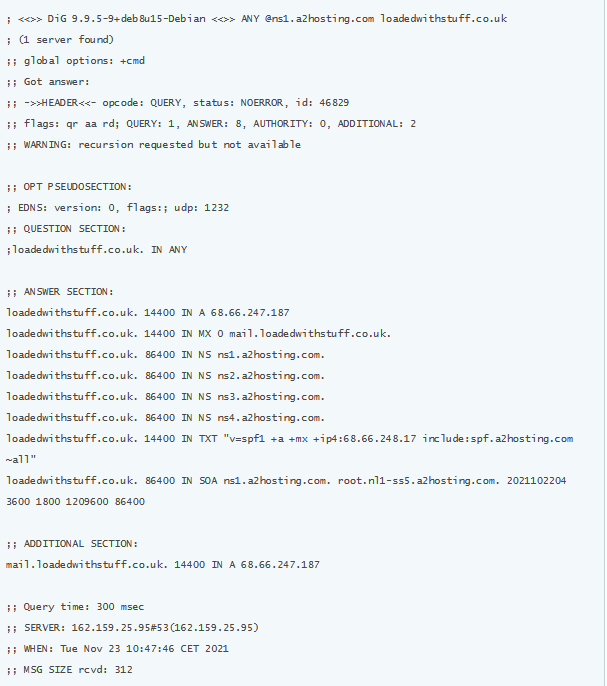 ; <<>> DiG 9.9.5-9+deb8u15-Debian <<>> ANY @ns1.a2hosting.com loadedwithstuff.co.uk
; (1 server found)
;; global options: +cmd
;; Got answer:
;; ->>HEADER<<- opcode: QUERY, status: NOERROR, id: 46829
;; flags: qr aa rd; QUERY: 1, ANSWER: 8, AUTHORITY: 0, ADDITIONAL: 2
;; WARNING: recursion requested but not available
;; OPT PSEUDOSECTION:
; EDNS: version: 0, flags:; udp: 1232
;; QUESTION SECTION:
;loadedwithstuff.co.uk. IN ANY
;; ANSWER SECTION:
loadedwithstuff.co.uk. 14400 IN A 68.66.247.187
loadedwithstuff.co.uk. 14400 IN MX 0 mail.loadedwithstuff.co.uk.
loadedwithstuff.co.uk. 86400 IN NS ns1.a2hosting.com.
loadedwithstuff.co.uk. 86400 IN NS ns2.a2hosting.com.
loadedwithstuff.co.uk. 86400 IN NS ns3.a2hosting.com.
loadedwithstuff.co.uk. 86400 IN NS ns4.a2hosting.com.
loadedwithstuff.co.uk. 14400 IN TXT "v=spf1 +a +mx +ip4:68.66.248.17 include:spf.a2hosting.com
~all"
loadedwithstuff.co.uk. 86400 IN SOA ns1.a2hosting.com. root.nl1-ss5.a2hosting.com. 2021102204
3600 1800 1209600 86400
;; ADDITIONAL SECTION:
mail.loadedwithstuff.co.uk. 14400 IN A 68.66.247.187
;; Query time: 300 msec
;; SERVER: 162.159.25.95#53(162.159.25.95)
;; WHEN: Tue Nov 23 10:47:46 CET 2021
;; MSG SIZE rcvd: 312